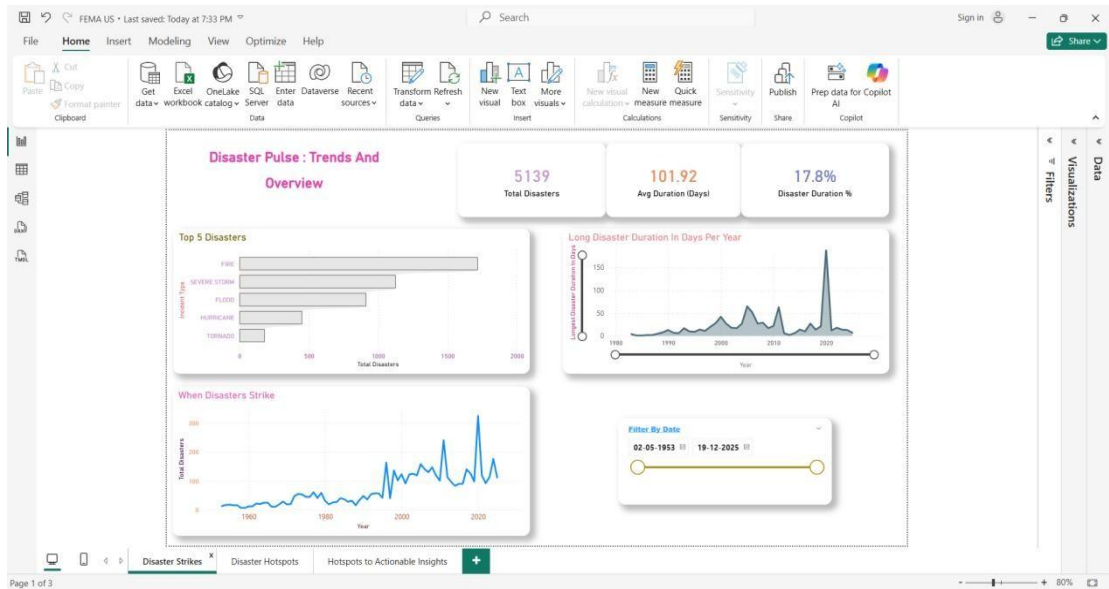 FEMA US • Last saved: Today at 7:33 PM
Search
Sign in
File Home Insert Modeling View Optimize Help
Share
Paste
Cut
Copy
Format painter
Clipboard
Get data
Excel workbook
OneLake catalog
SQL Server
Enter data
Dataverse
Recent sources
Data
Transform data
Refresh
Queries
New visual
Text box
More visuals
Insert
New visual calculation
New measure
Quick measure
Calculations
Sensitivity
Sensitivity
Publish
Share
Prep data for AI
Copilot
Copilot
Disaster Pulse : Trends And
Overview
5139
Total Disasters
101.92
Avg Duration (Days)
17.8%
Disaster Duration %
Top 5 Disasters
Incident Type
FIRE
SEVERE STORM
FLOOD
HURRICANE
TORNADO
0 500 1000 1500 2000
Total Disasters
Long Disaster Duration In Days Per Year
Longest Disaster Duration In Days
150
100
50
0
1980 1990 2000 2010 2020
Year
When Disasters Strike
Total Disasters
300
200
100
0
1960 1980 2000 2020
Year
Filter By Date
02-05-1953 19-12-2025
Filters
Visualizations
Data
DAX
TMDL
Disaster Strikes x
Disaster Hotspots
Hotspots to Actionable Insights
+
Page 1 of 3
- + 80%